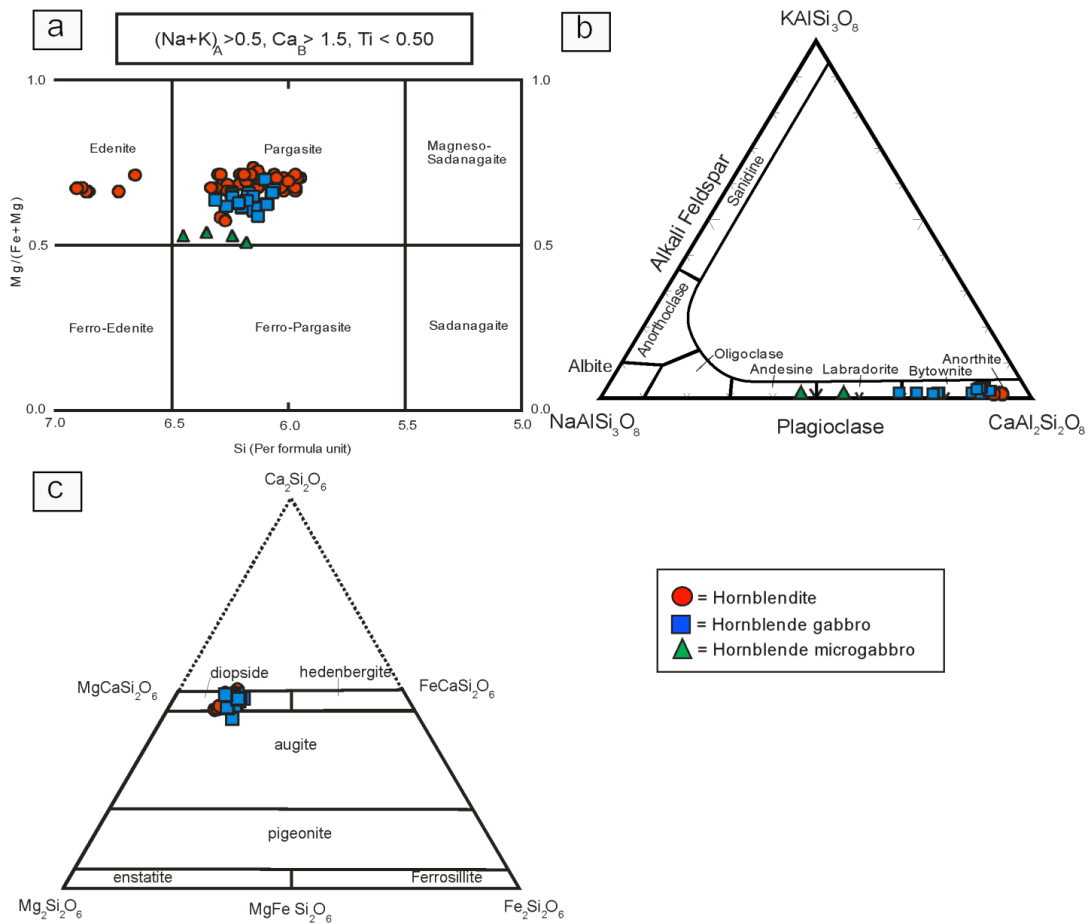 a
(Na+K)A >0.5, CaB > 1.5, Ti < 0.50
1.0
1.0
Edenite
Pargasite
Magneso-
Sadanagaite
Mg/(Fe+Mg)
0.5
0.5
Ferro-Edenite
Ferro-Pargasite
Sadanagaite
0.0
0.0
7.0
6.5
6.0
5.5
5.0
Si (Per formula unit)
b
KAlSi3O8
Alkali Feldspar
Sanidine
Anorthoclase
Albite
Oligoclase
Andesine
Labradorite
Bytownite
Anorthite
NaAlSi3O8
Plagioclase
CaAl2Si2O8
c
Ca2Si2O6
MgCaSi2O6
diopside
hedenbergite
FeCaSi2O6
augite
pigeonite
enstatite
Ferrosillite
Mg2Si2O6
MgFe Si2O6
Fe2Si2O6
= Hornblendite
= Hornblende gabbro
= Hornblende microgabbro